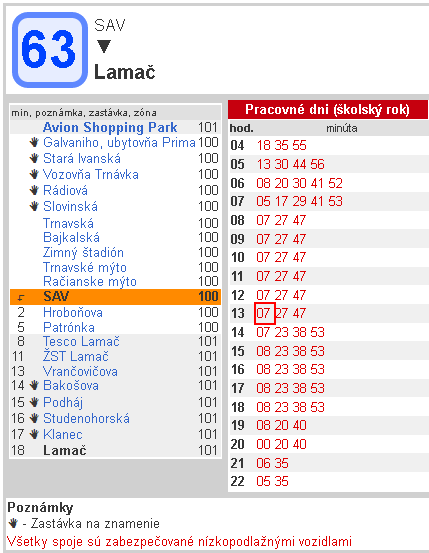 63
SAV
▼
Lamač
min, poznámka, zastávka, zóna
Avion Shopping Park 101
Galvaniho, ubytovňa Prima 100
Stará Ivanská 100
Vozovňa Trnávka 100
Rádiová 100
Slovinská 100
Trnavská 100
Bajkalská 100
Zimný štadión 100
Trnavské mýto 100
Račianske mýto 100
SAV 100
2 Hroboňova 100
5 Patrónka 100
8 Tesco Lamač 101
11 ŽST Lamač 101
13 Vrančovičova 101
14 Bakošova 101
15 Podháj 101
16 Studenohorská 101
17 Klanec 101
18 Lamač 101
Pracovné dni (školský rok)
hod. minúta
04 18 35 55
05 13 30 44 56
06 08 20 30 41 52
07 05 17 29 41 53
08 07 27 47
09 07 27 47
10 07 27 47
11 07 27 47
12 07 27 47
13 07 27 47
14 07 23 38 53
15 08 23 38 53
16 08 23 38 53
17 08 23 38 53
18 08 23 38 53
19 08 20 40
20 00 20 40
21 06 35
22 05 35
Poznámky
- Zastávka na znamenie
Všetky spoje sú zabezpečované nízkopodlažnými vozidlami